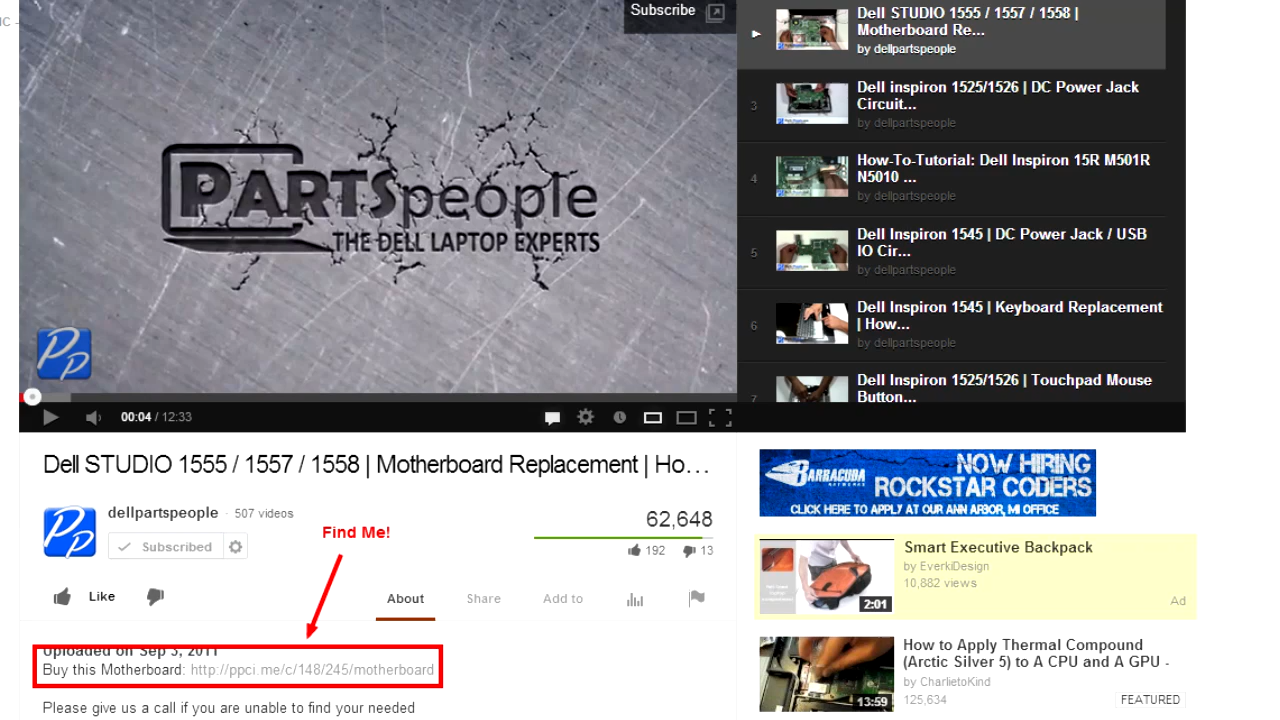 IC -
Subscribe
PARTSpeople
THE DELL LAPTOP EXPERTS
PP
00:04 / 12:33
Dell STUDIO 1555 / 1557 / 1558 |
Motherboard Re...
by dellpartspeople
3
Dell inspiron 1525/1526 | DC Power Jack
Circuit...
by dellpartspeople
4
How-To-Tutorial: Dell Inspiron 15R M501R
N5010 ...
by dellpartspeople
5
Dell Inspiron 1545 | DC Power Jack / USB
IO Cir...
by dellpartspeople
6
Dell Inspiron 1545 | Keyboard Replacement
| How...
by dellpartspeople
7
Dell Inspiron 1525/1526 | Touchpad Mouse
Button...
Dell STUDIO 1555 / 1557 / 1558 | Motherboard Replacement | Ho...
PP
dellpartspeople · 507 videos
Subscribed
Find Me!
62,648
192 13
Like
About Share Add to
Uploaded on Sep 3, 2011
Buy this Motherboard: http://ppci.me/c/148/245/motherboard
Please give us a call if you are unable to find your needed
BARRACUDA
NETWORKS
NOW HIRING
ROCKSTAR CODERS
CLICK HERE TO APPLY AT OUR ANN ARBOR, MI OFFICE
2:01
Smart Executive Backpack
by EverkiDesign
10,882 views
Ad
13:59
How to Apply Thermal Compound
(Arctic Silver 5) to A CPU and A GPU -
by CharlietoKind
125,634
FEATURED